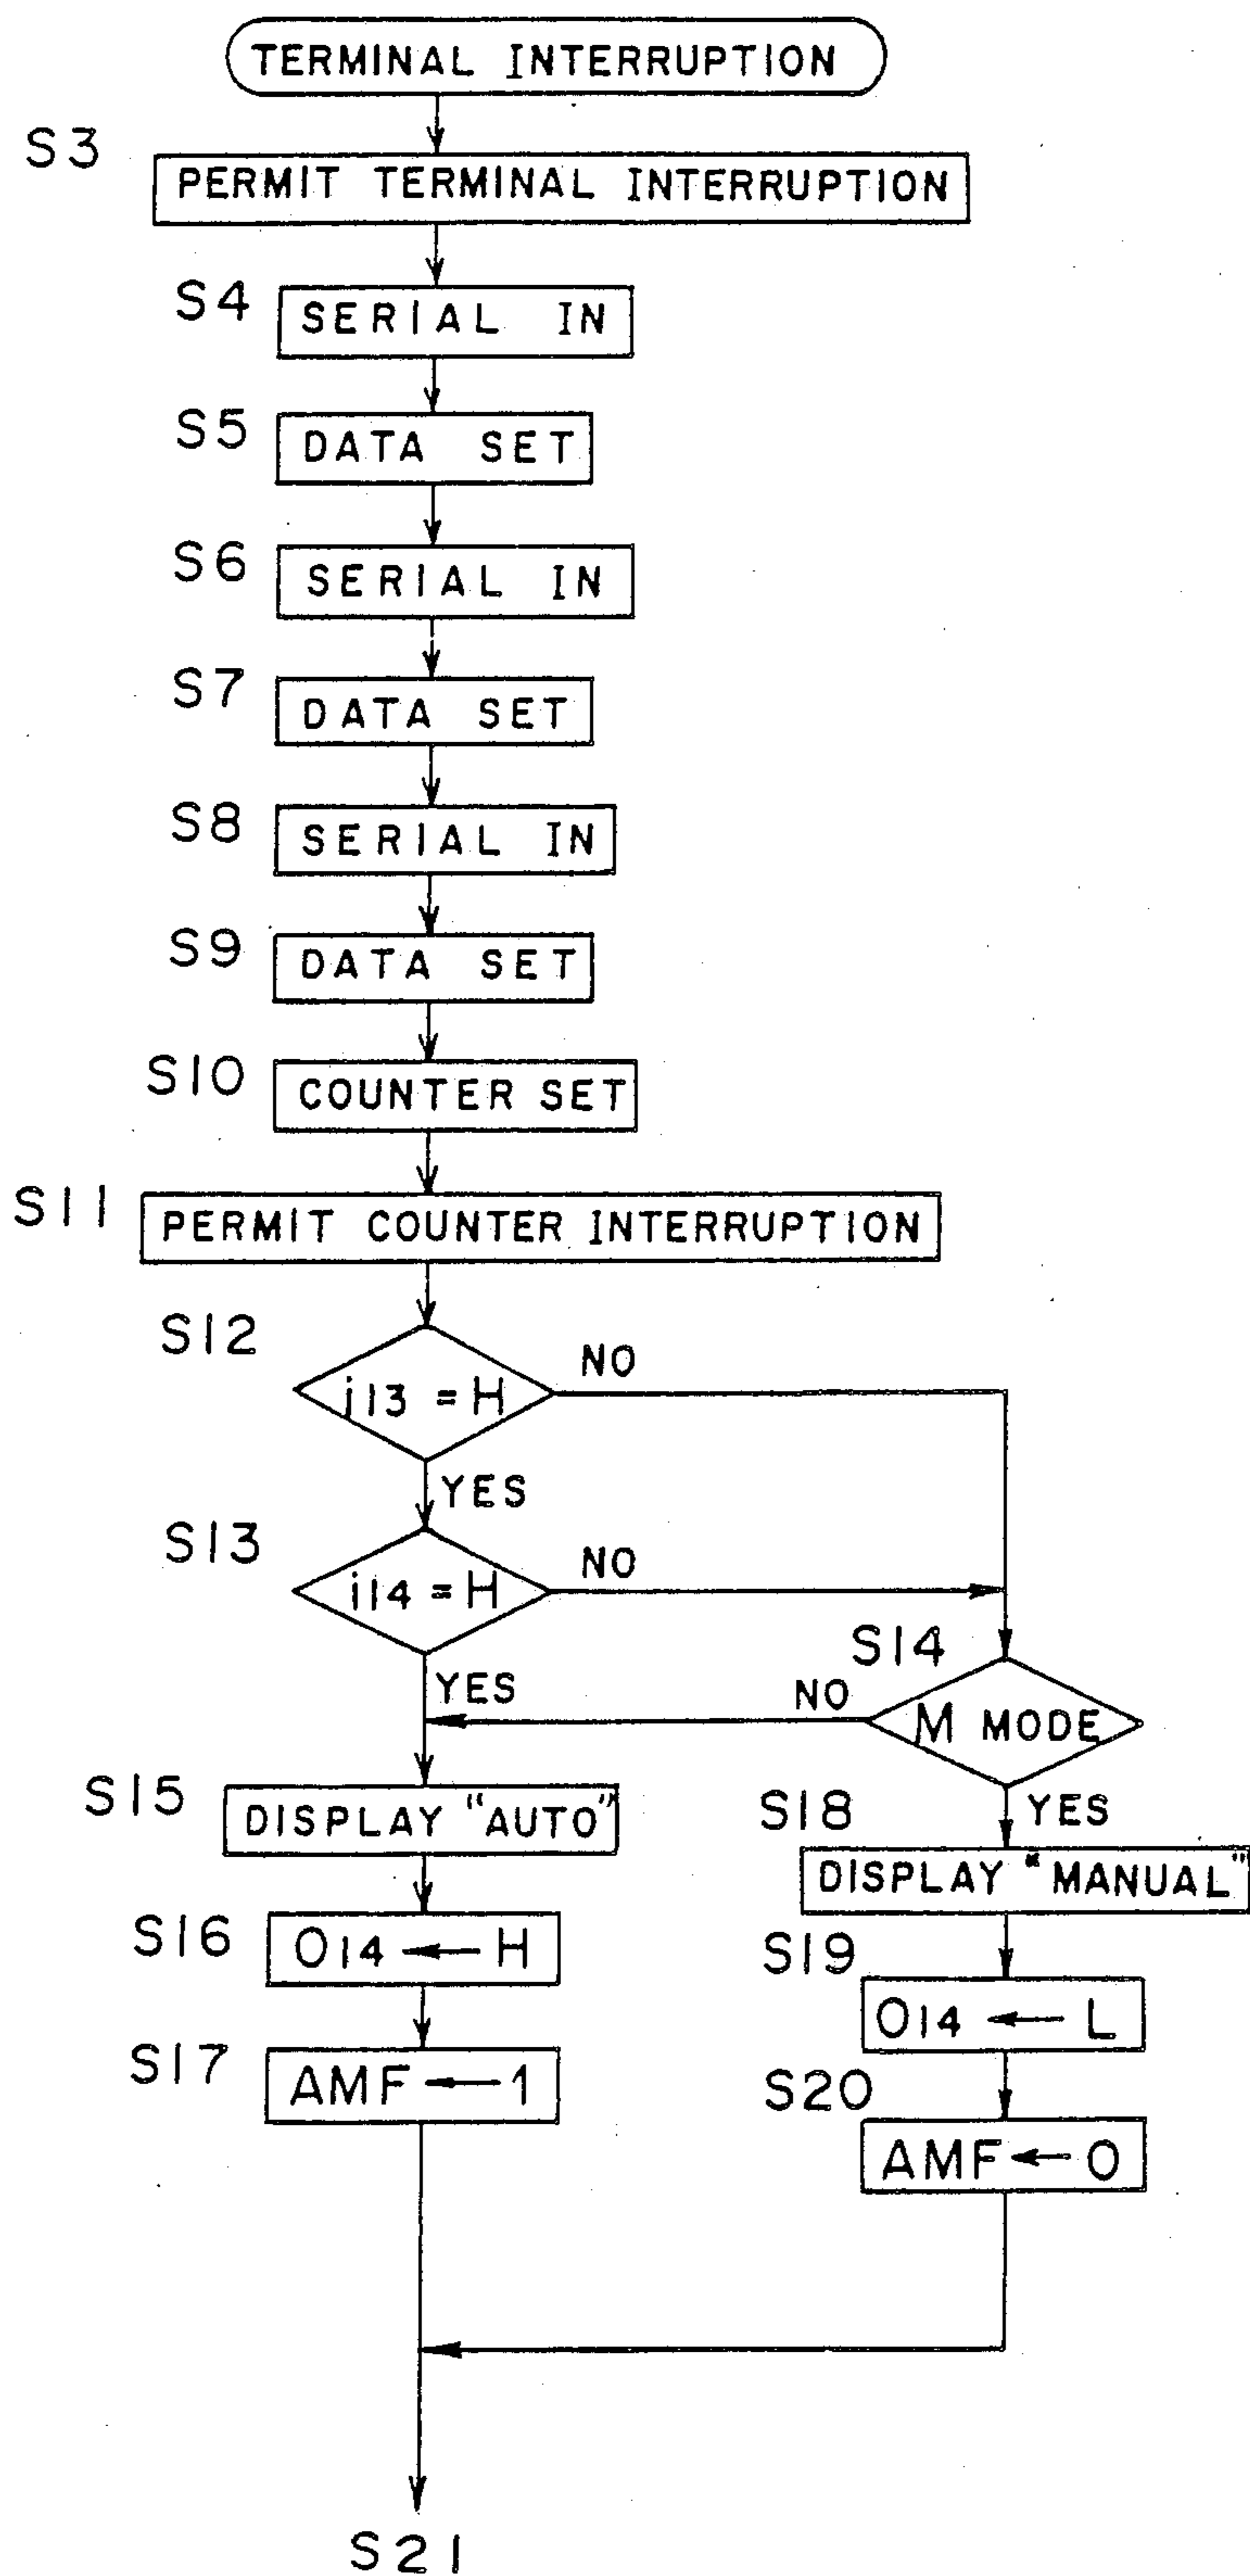 TERMINAL INTERRUPTION
S3
PERMIT TERMINAL INTERRUPTION
S4
SERIAL IN
S5
DATA SET
S6
SERIAL IN
S7
DATA SET
S8
SERIAL IN
S9
DATA SET
S10
COUNTER SET
S11
PERMIT COUNTER INTERRUPTION
S12
j13 = H
NO
YES
S13
i14 = H
NO
YES
S14
M MODE
NO
YES
S15
DISPLAY "AUTO"
S16
O14 ← H
S17
AMF ← 1
S18
DISPLAY "MANUAL"
S19
O14 ← L
S20
AMF ← 0
S21